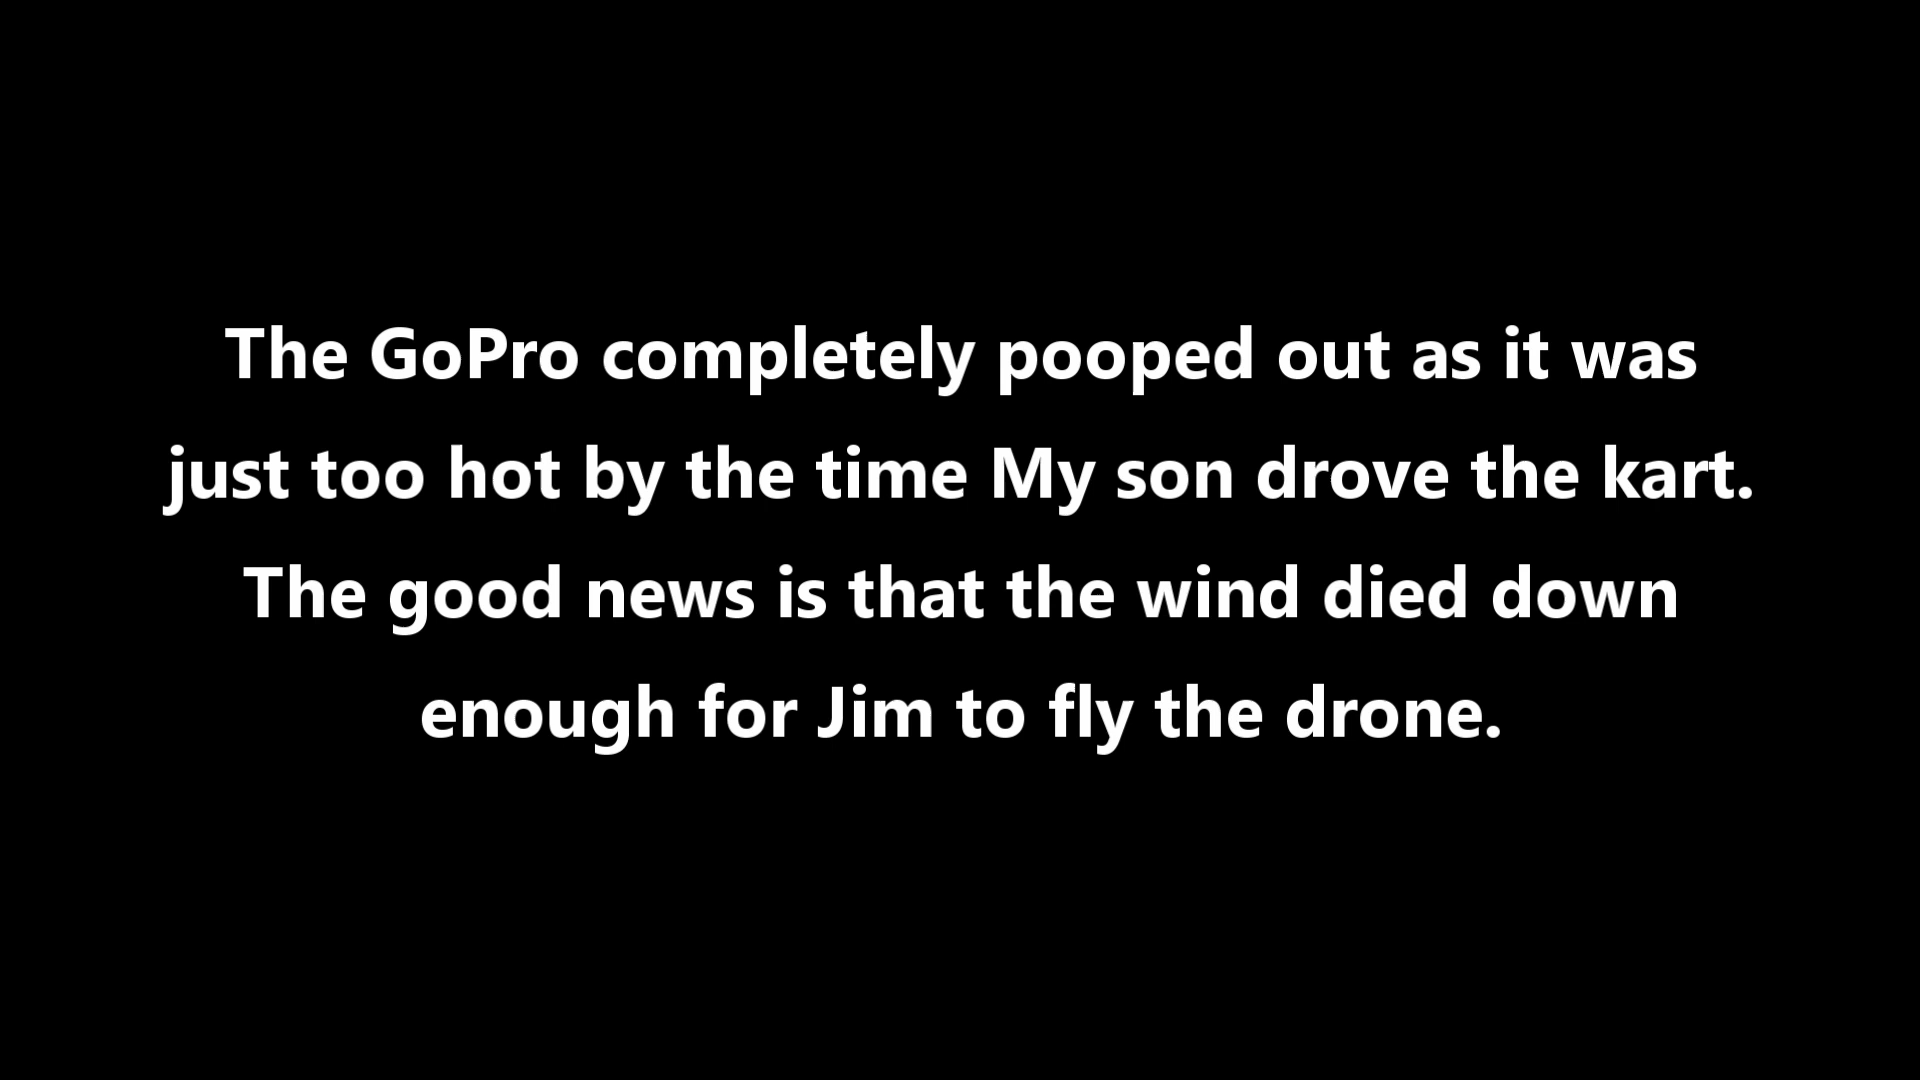 The GoPro completely pooped out as it was
just too hot by the time My son drove the kart.
The good news is that the wind died down
enough for Jim to fly the drone.